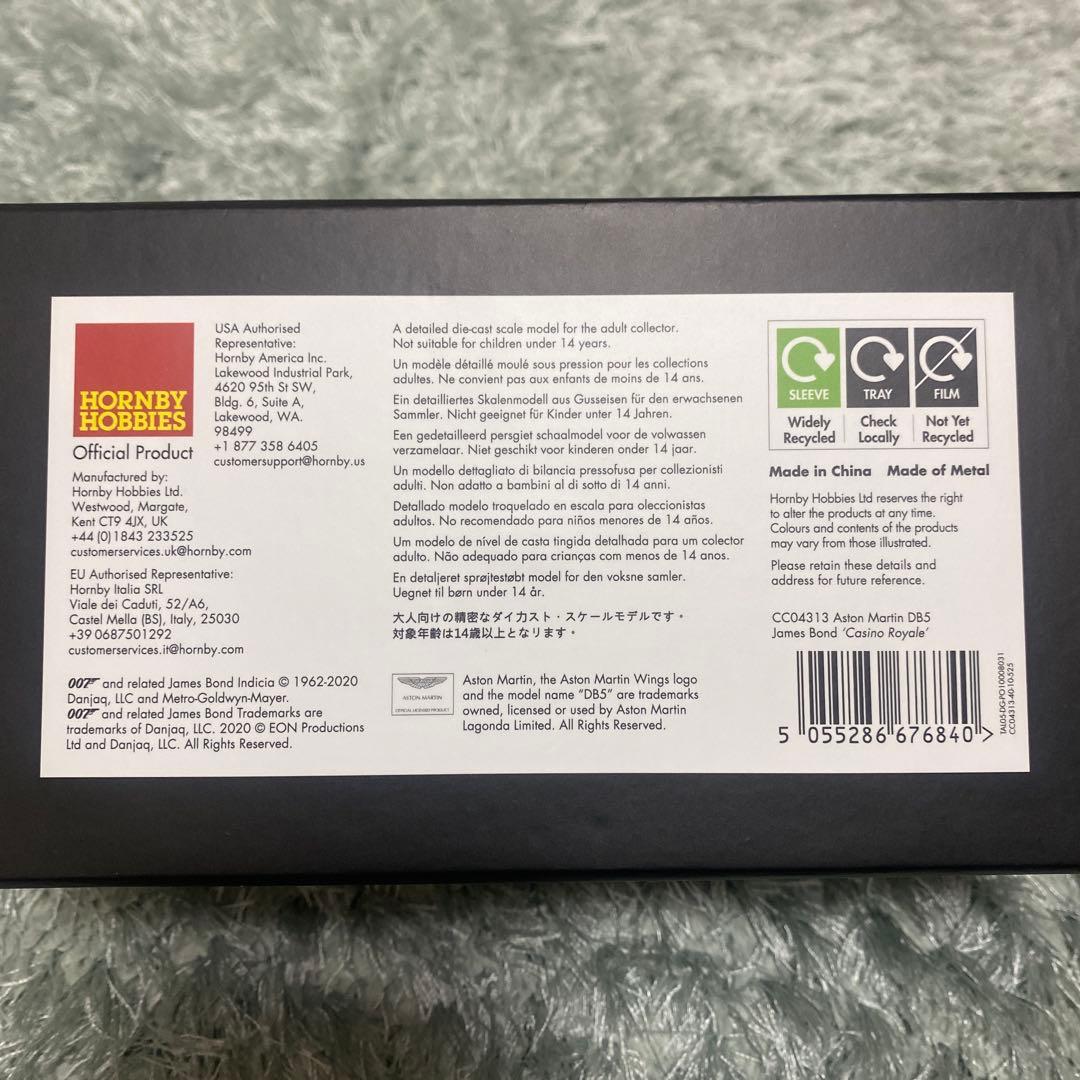 HORNBY
HOBBIES
Official Product
Manufactured by:
Hornby Hobbies Ltd.
Westwood, Margate,
Kent CT9 4JX, UK
+44 (0)1843 233525
customerservices.uk@hornby.com
EU Authorised Representative:
Hornby Italia SRL
Viale dei Caduti, 52/A6,
Castel Mella (BS), Italy, 25030
+39 0687501292
customerservices.it@hornby.com
USA Authorised
Representative:
Hornby America Inc.
Lakewood Industrial Park,
4620 95th St SW,
Bldg. 6, Suite A,
Lakewood, WA.
98499
+1 877 358 6405
customersupport@hornby.us
007 and related James Bond Indicia © 1962-2020
Danjaq, LLC and Metro-Goldwyn-Mayer.
007 and related James Bond Trademarks are
trademarks of Danjaq, LLC. 2020 © EON Productions
Ltd and Danjaq, LLC. All Rights Reserved.
A detailed die-cast scale model for the adult collector.
Not suitable for children under 14 years.
Un modèle détaillé moulé sous pression pour les collections
adultes. Ne convient pas aux enfants de moins de 14 ans.
Ein detailliertes Skalenmodell aus Gusseisen für den erwachsenen
Sammler. Nicht geeignet für Kinder unter 14 Jahren.
Een gedetailleerd persgiet schaalmodel voor de volwassen
verzamelaar. Niet geschikt voor kinderen onder 14 jaar.
Un modello dettagliato di bilancia pressofusa per collezionisti
adulti. Non adatto a bambini al di sotto di 14 anni.
Detallado modelo troquelado en escala para oleccionistas
adultos. No recomendado para niños menores de 14 años.
Um modelo de nível de casta tingida detalhada para um colector
adulto. Não adequado para crianças com menos de 14 anos.
En detaljeret sprøjtestøbt model for den voksne samler.
Uegnet til børn under 14 år.
大人向けの精密なダイカスト・スケールモデルです。
対象年齢は14歳以上となリます。
ASTON MARTIN
OFFICIAL LICENSED PRODUCT
Aston Martin, the Aston Martin Wings logo
and the model name "DB5" are trademarks
owned, licensed or used by Aston Martin
Lagonda Limited. All Rights Reserved.
SLEEVE
Widely
Recycled
TRAY
Check
Locally
FILM
Not Yet
Recycled
Made in China Made of Metal
Hornby Hobbies Ltd reserves the right
to alter the products at any time.
Colours and contents of the products
may vary from those illustrated.
Please retain these details and
address for future reference.
CC04313 Aston Martin DB5
James Bond 'Casino Royale'
5 055286 676840 >
TAL05-DG-PO10008031
CC04313-40-10-525